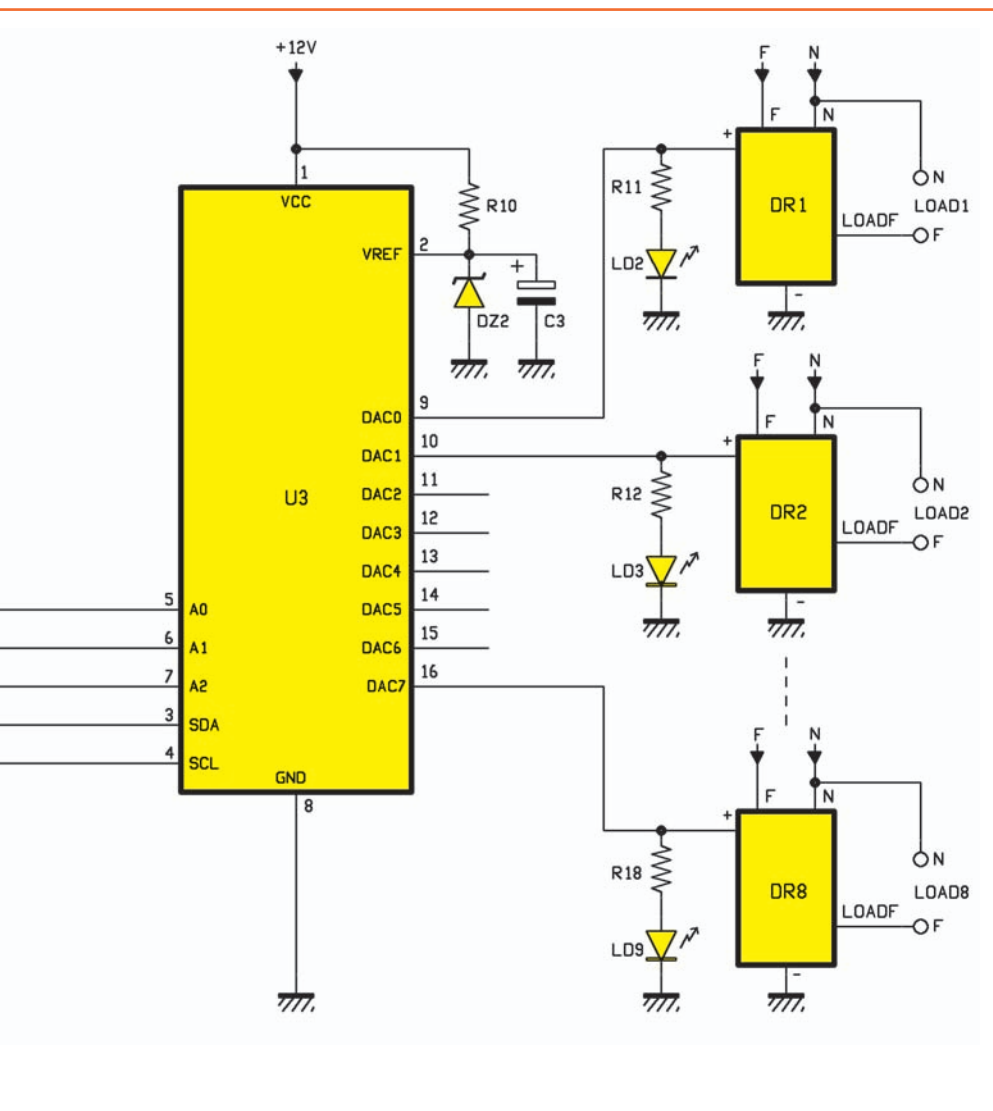 +12V
F N
F N
1
VCC
+
R11
DR1
N
LOAD1
R10
LOADF
F
VREF
2
+
LD2
-
DZ2
C3
F N
F N
DAC0
9
DAC1
10
+
DAC2
11
N
U3
R12
DR2
LOAD2
DAC3
12
LOADF
F
DAC4
13
LD3
5
A0
DAC5
14
-
6
A1
DAC6
15
7
A2
DAC7
16
3
SDA
F N
4
SCL
GND
8
F N
+
N
R18
DR8
LOAD8
LOADF
F
LD9
-